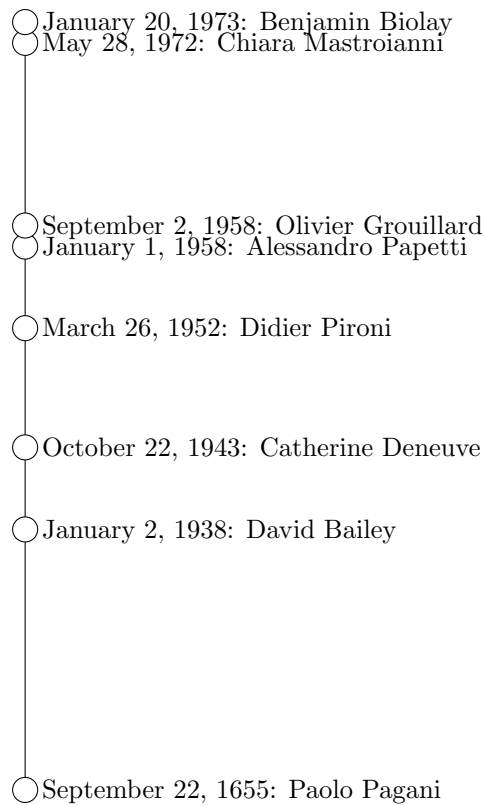 January 20, 1973: Benjamin Biolay
May 28, 1972: Chiara Mastroianni
September 2, 1958: Olivier Grouillard
January 1, 1958: Alessandro Papetti
March 26, 1952: Didier Pironi
October 22, 1943: Catherine Deneuve
January 2, 1938: David Bailey
September 22, 1655: Paolo Pagani